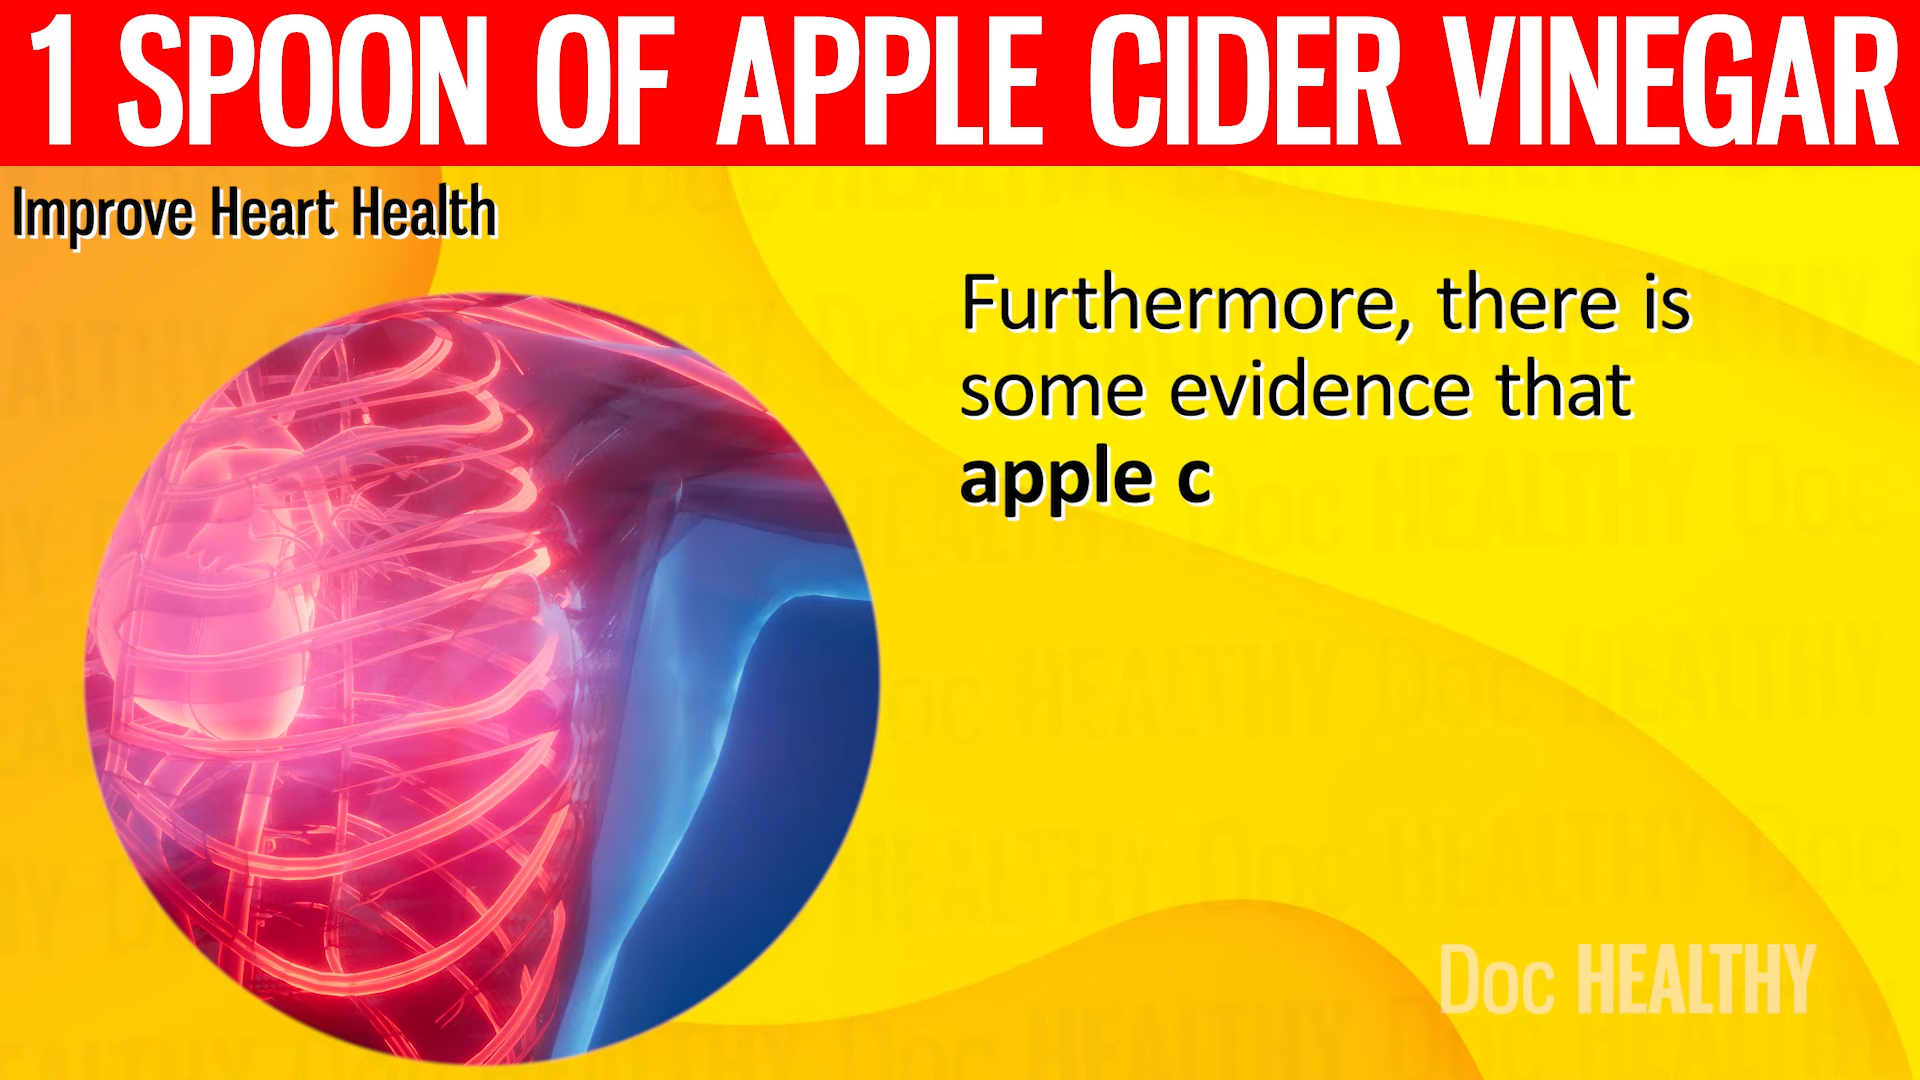 1 SPOON OF APPLE CIDER VINEGAR
Improve Heart Health
Furthermore, there is
some evidence that
apple c
Doc HEALTHY